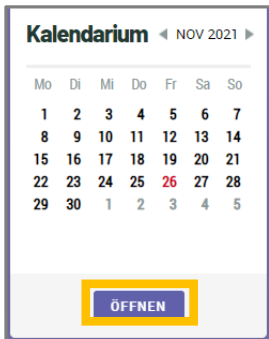 Kalendarium ◀ NOV 2021 ▶
Mo Di Mi Do Fr Sa So
1 2 3 4 5 6 7
8 9 10 11 12 13 14
15 16 17 18 19 20 21
22 23 24 25 26 27 28
29 30 1 2 3 4 5
ÖFFNEN